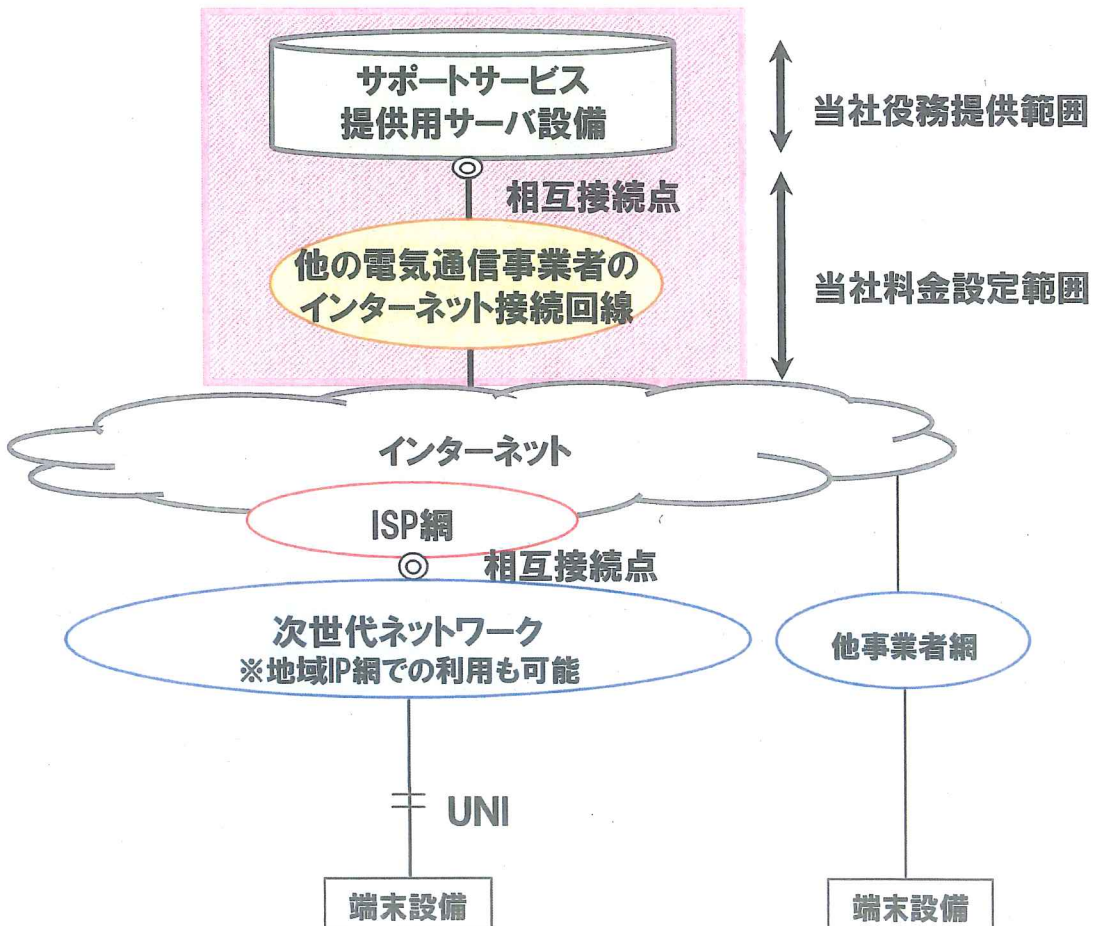 サポートサービス
提供用サーバ設備
当社役務提供範囲
相互接続点
他の電気通信事業者の
インターネット接続回線
当社料金設定範囲
インターネット
ISP網
相互接続点
次世代ネットワーク
※地域IP網での利用も可能
他事業者網
UNI
端末設備
端末設備